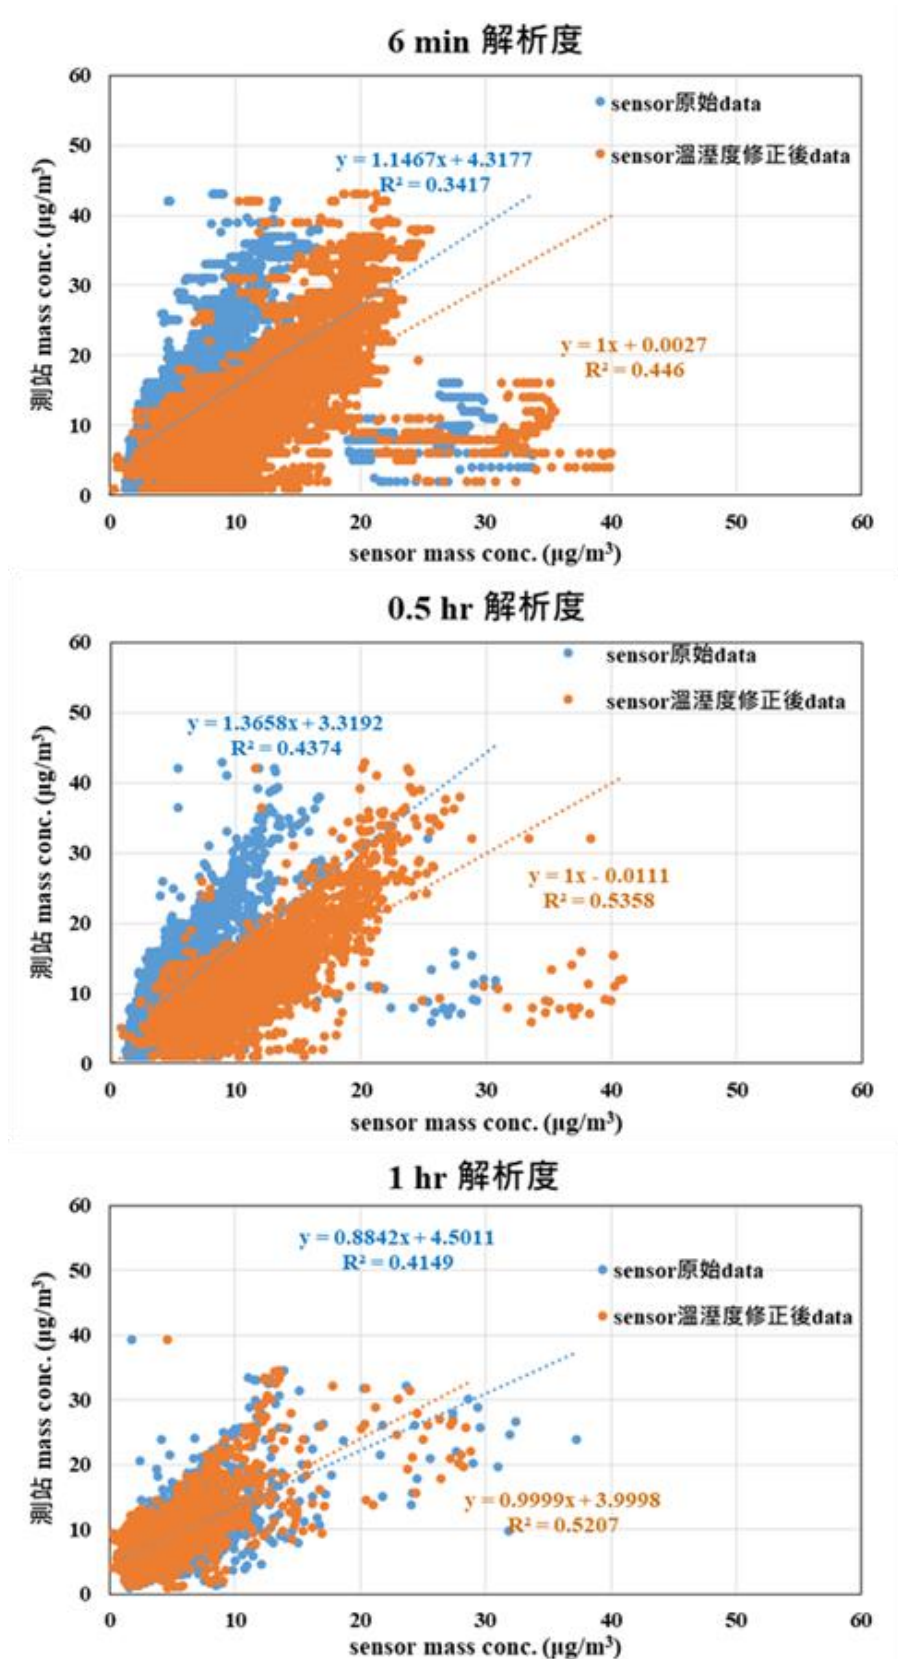 6 min 解析度
60
50
40
30
20
10
0
測站 mass conc. (μg/m³)
sensor原始data
sensor溫溼度修正後data
y = 1.1467x + 4.3177
R² = 0.3417
y = 1x + 0.0027
R² = 0.446
0 10 20 30 40 50 60
sensor mass conc. (μg/m³)
0.5 hr 解析度
60
50
40
30
20
10
0
測站 mass conc. (μg/m³)
sensor原始data
sensor溫溼度修正後data
y = 1.3658x + 3.3192
R² = 0.4374
y = 1x - 0.0111
R² = 0.5358
0 10 20 30 40 50 60
sensor mass conc. (μg/m³)
1 hr 解析度
60
50
40
30
20
10
0
測站 mass conc. (μg/m³)
y = 0.8842x + 4.5011
R² = 0.4149
sensor原始data
sensor溫溼度修正後data
y = 0.9999x + 3.9998
R² = 0.5207
0 10 20 30 40 50 60
sensor mass conc. (μg/m³)